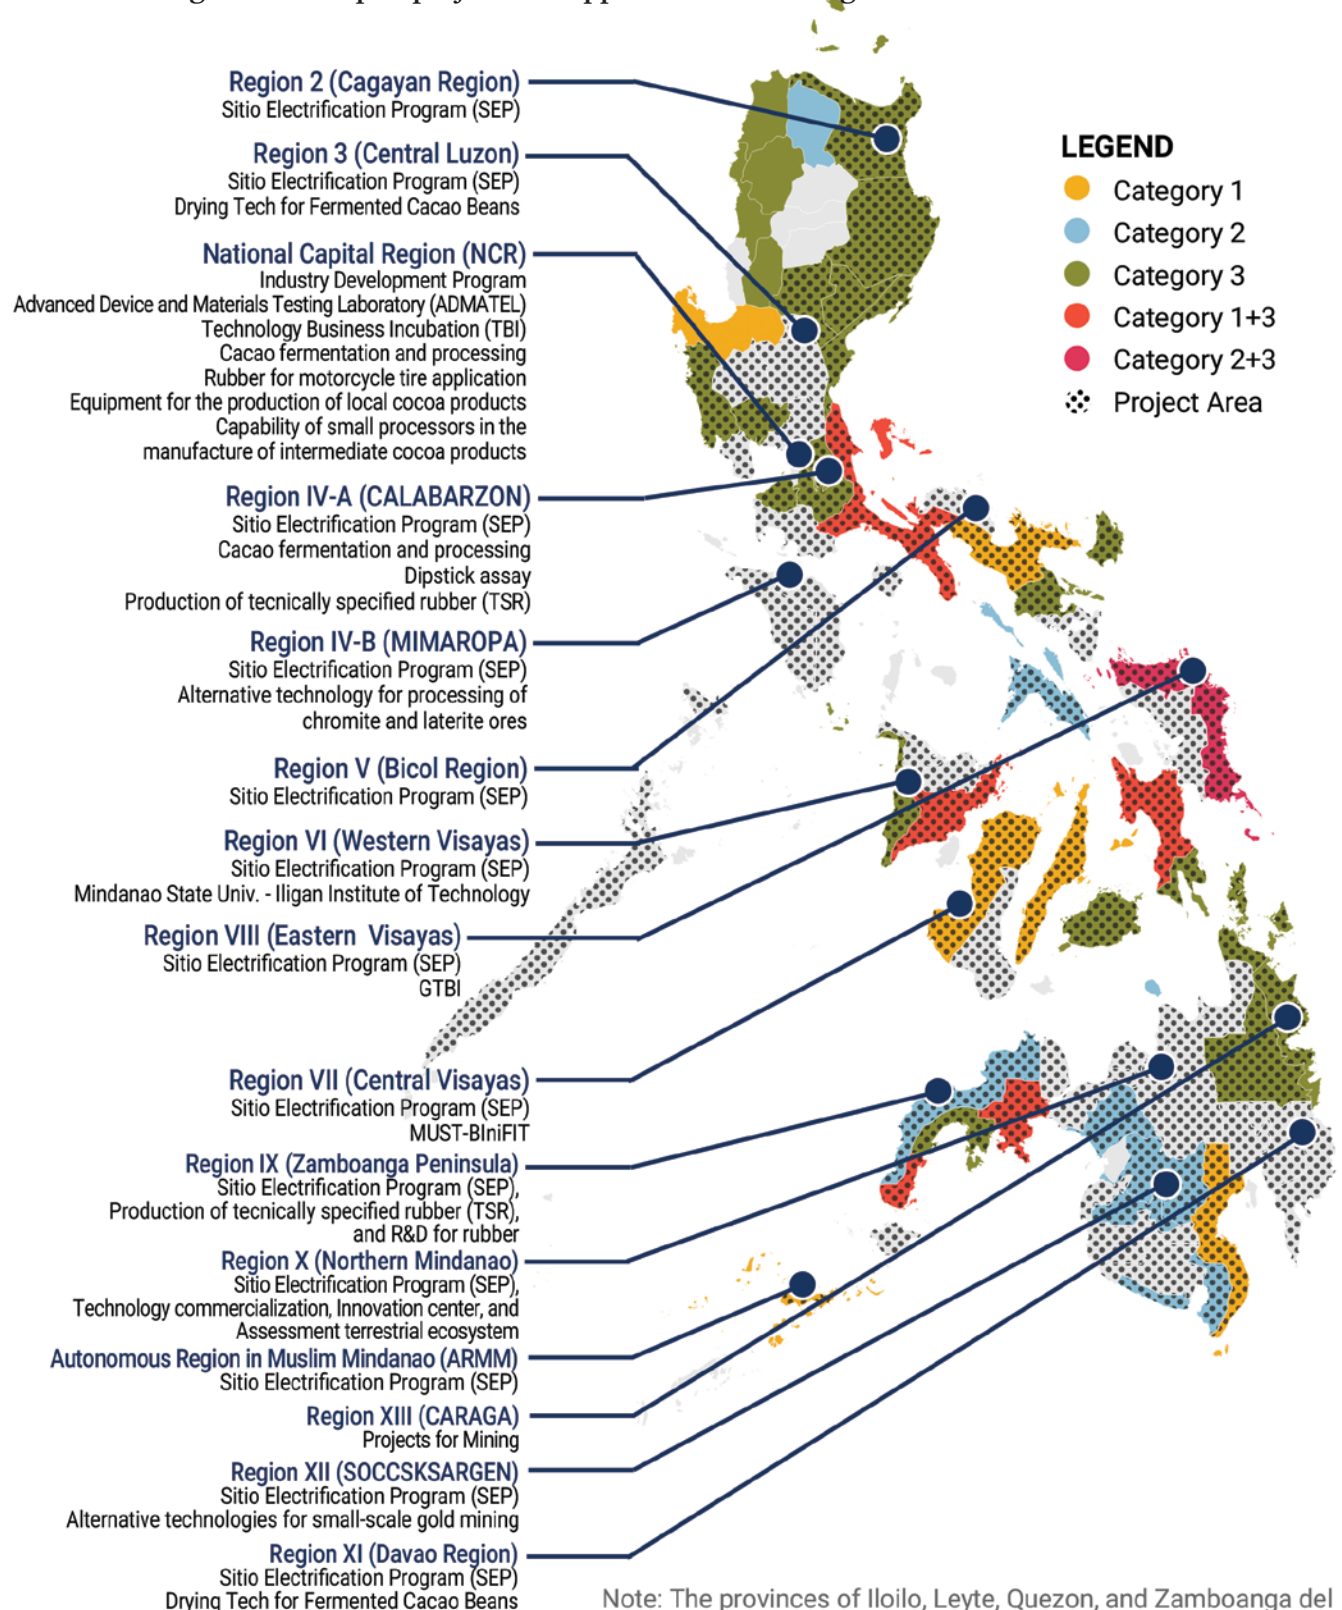 Region 2 (Cagayan Region)
Sitio Electrification Program (SEP)
Region 3 (Central Luzon)
Sitio Electrification Program (SEP)
Drying Tech for Fermented Cacao Beans
National Capital Region (NCR)
Industry Development Program
Advanced Device and Materials Testing Laboratory (ADMATEL)
Technology Business Incubation (TBI)
Cacao fermentation and processing
Rubber for motorcycle tire application
Equipment for the production of local cocoa products
Capability of small processors in the
manufacture of intermediate cocoa products
Region IV-A (CALABARZON)
Sitio Electrification Program (SEP)
Cacao fermentation and processing
Dipstick assay
Production of tecnically specified rubber (TSR)
Region IV-B (MIMAROPA)
Sitio Electrification Program (SEP)
Alternative technology for processing of
chromite and laterite ores
Region V (Bicol Region)
Sitio Electrification Program (SEP)
Region VI (Western Visayas)
Sitio Electrification Program (SEP)
Mindanao State Univ. - Iligan Institute of Technology
Region VIII (Eastern Visayas)
Sitio Electrification Program (SEP)
GTBI
Region VII (Central Visayas)
Sitio Electrification Program (SEP)
MUST-BIniFIT
Region IX (Zamboanga Peninsula)
Sitio Electrification Program (SEP),
Production of tecnically specified rubber (TSR),
and R&D for rubber
Region X (Northern Mindanao)
Sitio Electrification Program (SEP),
Technology commercialization, Innovation center, and
Assessment terrestrial ecosystem
Autonomous Region in Muslim Mindanao (ARMM)
Sitio Electrification Program (SEP)
Region XIII (CARAGA)
Projects for Mining
Region XII (SOCCSKSARGEN)
Sitio Electrification Program (SEP)
Alternative technologies for small-scale gold mining
Region XI (Davao Region)
Sitio Electrification Program (SEP)
Drying Tech for Fermented Cacao Beans
LEGEND
Category 1
Category 2
Category 3
Category 1+3
Category 2+3
Project Area
Note: The provinces of Iloilo, Leyte, Quezon, and Zamboanga del